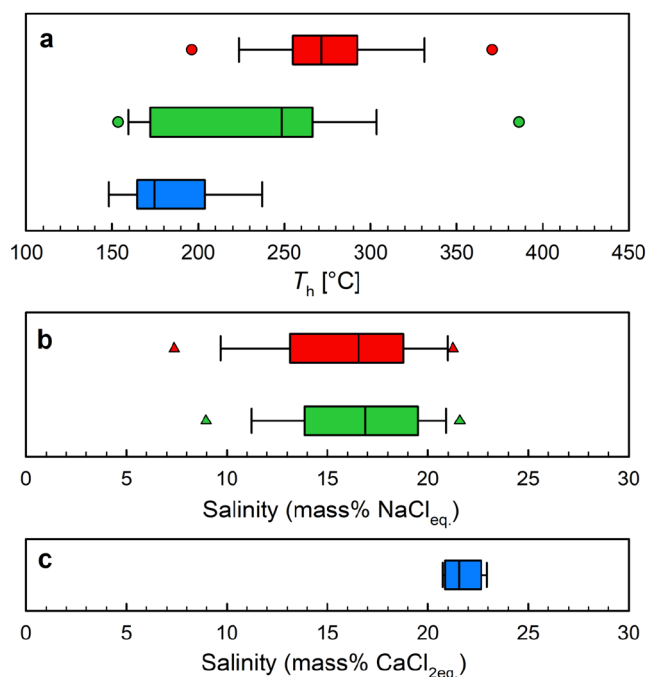 a
100 150 200 250 300 350 400 450
Th [°C]
b
0 5 10 15 20 25 30
Salinity (mass% NaCleq.)
c
0 5 10 15 20 25 30
Salinity (mass% CaCl2eq.)